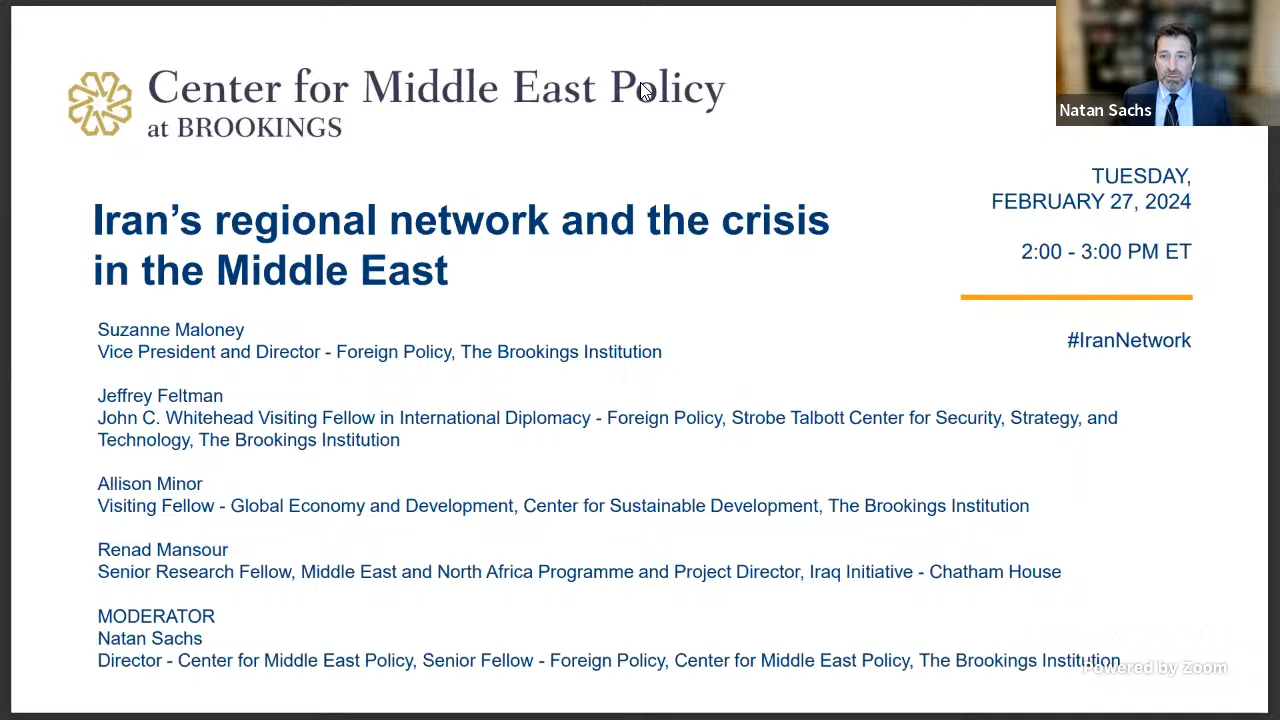 Center for Middle East Policy
at BROOKINGS
Natan Sachs
TUESDAY,
FEBRUARY 27, 2024
2:00 - 3:00 PM ET
Iran’s regional network and the crisis
in the Middle East
#IranNetwork
Suzanne Maloney
Vice President and Director - Foreign Policy, The Brookings Institution
Jeffrey Feltman
John C. Whitehead Visiting Fellow in International Diplomacy - Foreign Policy, Strobe Talbott Center for Security, Strategy, and
Technology, The Brookings Institution
Allison Minor
Visiting Fellow - Global Economy and Development, Center for Sustainable Development, The Brookings Institution
Renad Mansour
Senior Research Fellow, Middle East and North Africa Programme and Project Director, Iraq Initiative - Chatham House
MODERATOR
Natan Sachs
Director - Center for Middle East Policy, Senior Fellow - Foreign Policy, Center for Middle East Policy, The Brookings Institution
Powered by Zoom